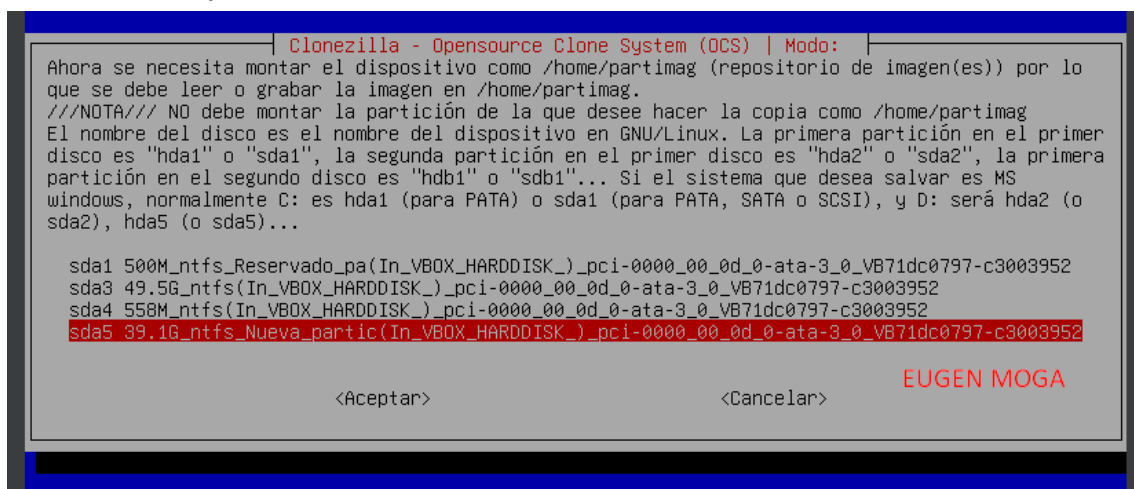 Clonezilla - Opensource Clone System (OCS) | Modo:
Ahora se necesita montar el dispositivo como /home/partimag (repositorio de imagen(es)) por lo
que se debe leer o grabar la imagen en /home/partimag.
///NOTA/// NO debe montar la partición de la que desee hacer la copia como /home/partimag
El nombre del disco es el nombre del dispositivo en GNU/Linux. La primera partición en el primer
disco es "hda1" o "sda1", la segunda partición en el primer disco es "hda2" o "sda2", la primera
partición en el segundo disco es "hdb1" o "sdb1"... Si el sistema que desea salvar es MS
windows, normalmente C: es hda1 (para PATA) o sda1 (para PATA, SATA o SCSI), y D: será hda2 (o
sda2), hda5 (o sda5)...
sda1 500M_ntfs_Reservado_pa(In_VBOX_HARDDISK_)_pci-0000_00_0d_0-ata-3_0_VB71dc0797-c3003952
sda3 49.5G_ntfs(In_VBOX_HARDDISK_)_pci-0000_00_0d_0-ata-3_0_VB71dc0797-c3003952
sda4 558M_ntfs(In_VBOX_HARDDISK_)_pci-0000_00_0d_0-ata-3_0_VB71dc0797-c3003952
sda5 39.1G_ntfs_Nueva_partic(In_VBOX_HARDDISK_)_pci-0000_00_0d_0-ata-3_0_VB71dc0797-c3003952
EUGEN MOGA
<Aceptar> <Cancelar>